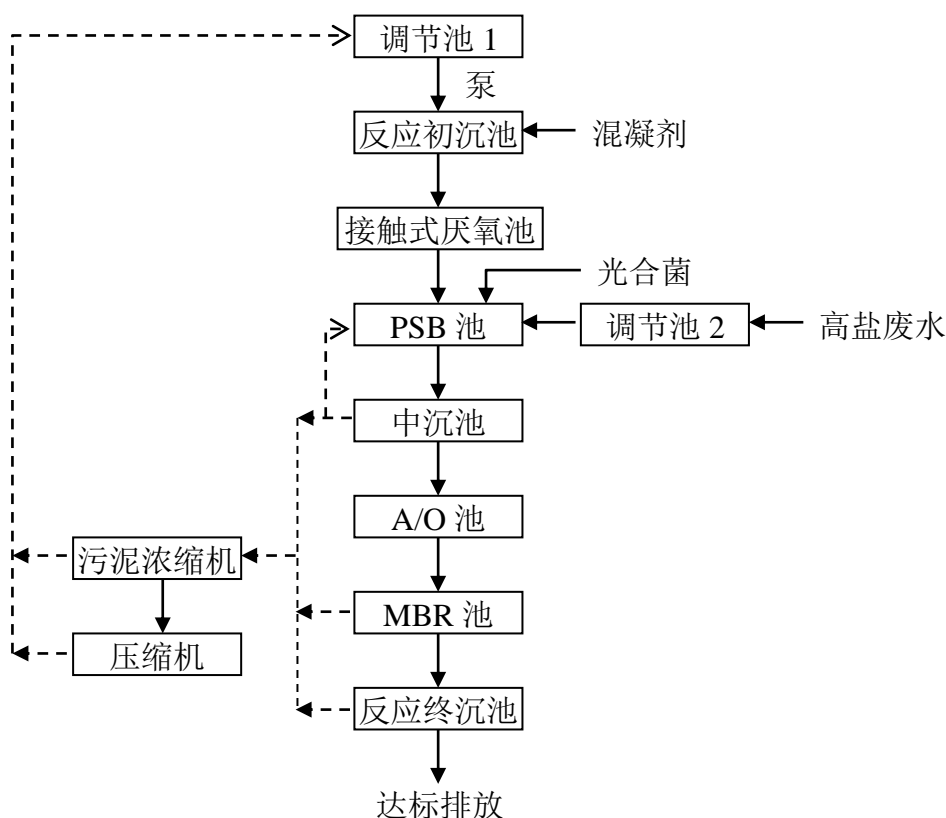 调节池 1
泵
反应初沉池
混凝剂
接触式厌氧池
光合菌
PSB 池
调节池 2
高盐废水
中沉池
A/O 池
污泥浓缩机
MBR 池
压缩机
反应终沉池
达标排放